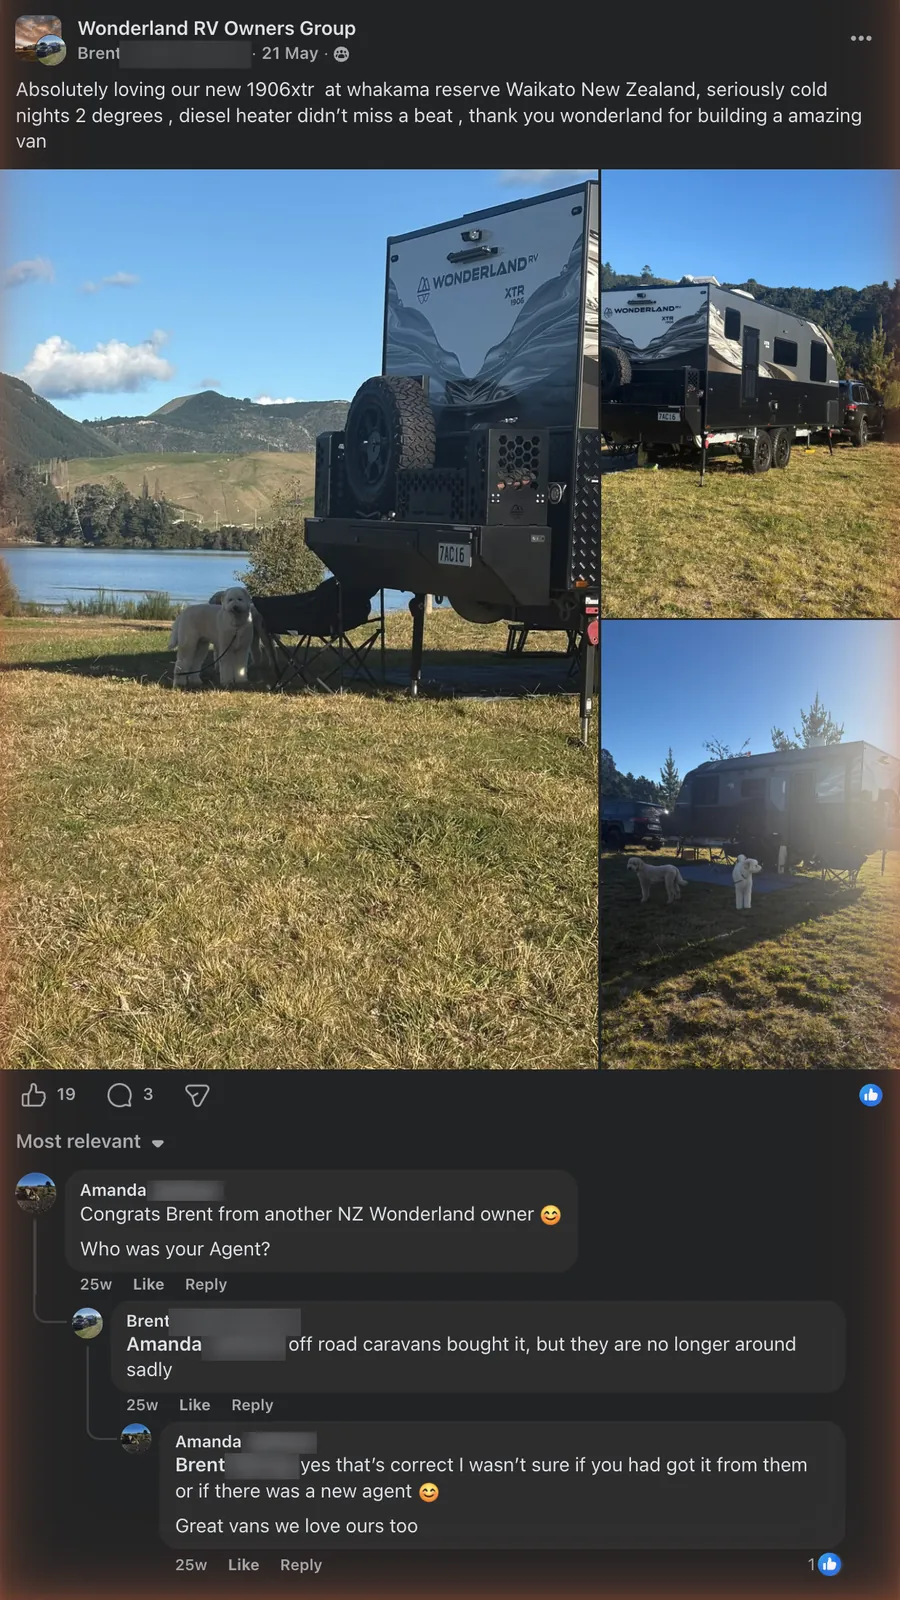 Wonderland RV Owners Group
Brent · 21 May ·
Absolutely loving our new 1906xtr at whakama reserve Waikato New Zealand, seriously cold
nights 2 degrees , diesel heater didn’t miss a beat , thank you wonderland for building a amazing
van
WONDERLAND RV
XTR
1906
7AC16
WONDERLAND RV
XTR
7AC16
19
3
Most relevant
Amanda
Congrats Brent from another NZ Wonderland owner 😊
Who was your Agent?
25w Like Reply
Brent
Amanda off road caravans bought it, but they are no longer around
sadly
25w Like Reply
Amanda
Brent yes that’s correct I wasn’t sure if you had got it from them
or if there was a new agent 😊
Great vans we love ours too
25w Like Reply 1